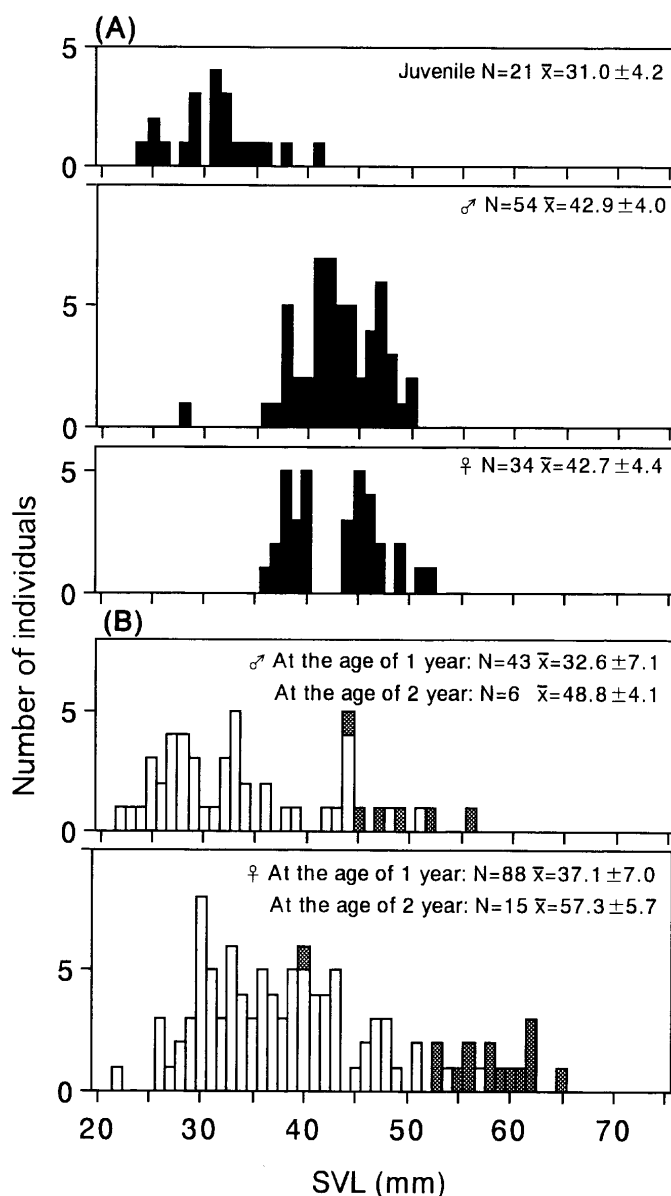 (A)
5
0
Juvenile N=21 x̄=31.0 ±4.2
5
0
♂ N=54 x̄=42.9 ±4.0
5
0
♀ N=34 x̄=42.7 ±4.4
Number of individuals
(B)
5
0
♂ At the age of 1 year: N=43 x̄=32.6 ±7.1
At the age of 2 year: N=6 x̄=48.8 ±4.1
5
0
♀ At the age of 1 year: N=88 x̄=37.1 ±7.0
At the age of 2 year: N=15 x̄=57.3 ±5.7
20 30 40 50 60 70
SVL (mm)